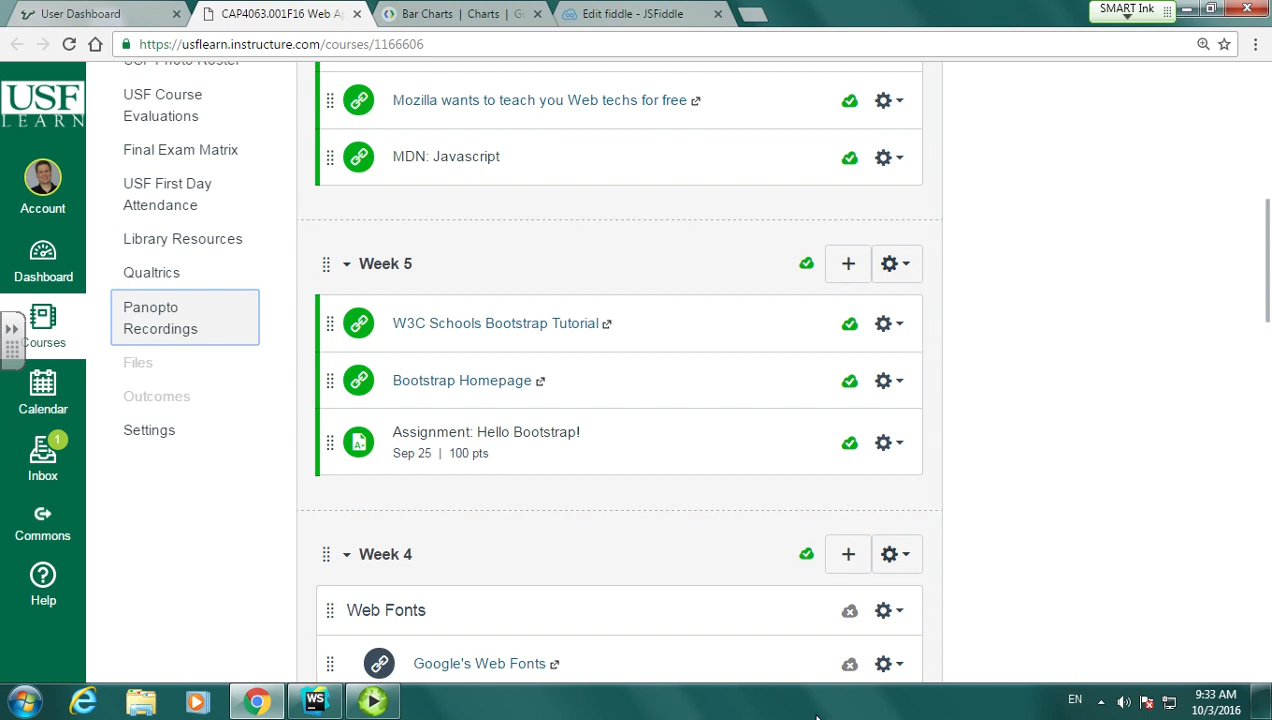 User Dashboard
CAP4063.001F16 Web A
Bar Charts | Charts | G
Edit fiddle - JSFiddle
SMART Ink
https://usflearn.instructure.com/courses/1166606
USF
LEARN
Account
Dashboard
Courses
Calendar
1
Inbox
Commons
Help
USF Photo Roster
USF Course
Evaluations
Final Exam Matrix
USF First Day
Attendance
Library Resources
Qualtrics
Panopto
Recordings
Files
Outcomes
Settings
Mozilla wants to teach you Web techs for free
MDN: Javascript
Week 5
W3C Schools Bootstrap Tutorial
Bootstrap Homepage
Assignment: Hello Bootstrap!
Sep 25 | 100 pts
Week 4
Web Fonts
Google's Web Fonts
WS
EN
9:33 AM
10/3/2016